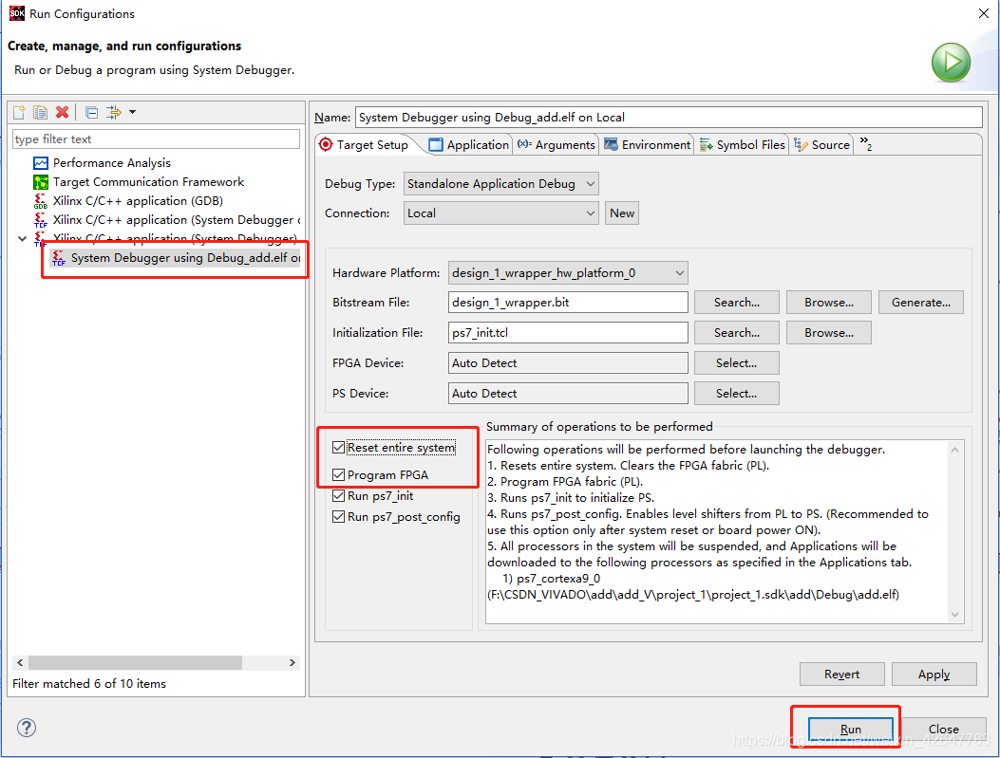 SDK Run Configurations
Create, manage, and run configurations
Run or Debug a program using System Debugger.
type filter text
Performance Analysis
Target Communication Framework
GDB Xilinx C/C++ application (GDB)
TCF Xilinx C/C++ application (System Debugger o
TCF Xilinx C/C++ application (System Debugger)
TCF System Debugger using Debug_add.elf on
Filter matched 6 of 10 items
Name: System Debugger using Debug_add.elf on Local
Target Setup Application (x)= Arguments Environment Symbol Files Source »2
Debug Type: Standalone Application Debug
Connection: Local New
Hardware Platform: design_1_wrapper_hw_platform_0
Bitstream File: design_1_wrapper.bit Search... Browse... Generate...
Initialization File: ps7_init.tcl Search... Browse...
FPGA Device: Auto Detect Select...
PS Device: Auto Detect Select...
Reset entire system
Program FPGA
Run ps7_init
Run ps7_post_config
Summary of operations to be performed
Following operations will be performed before launching the debugger.
1. Resets entire system. Clears the FPGA fabric (PL).
2. Program FPGA fabric (PL).
3. Runs ps7_init to initialize PS.
4. Runs ps7_post_config. Enables level shifters from PL to PS. (Recommended to
use this option only after system reset or board power ON).
5. All processors in the system will be suspended, and Applications will be
downloaded to the following processors as specified in the Applications tab.
1) ps7_cortexa9_0
(F:\CSDN_VIVADO\add\add_V\project_1\project_1.sdk\add\Debug\add.elf)
Revert Apply
? Run Close